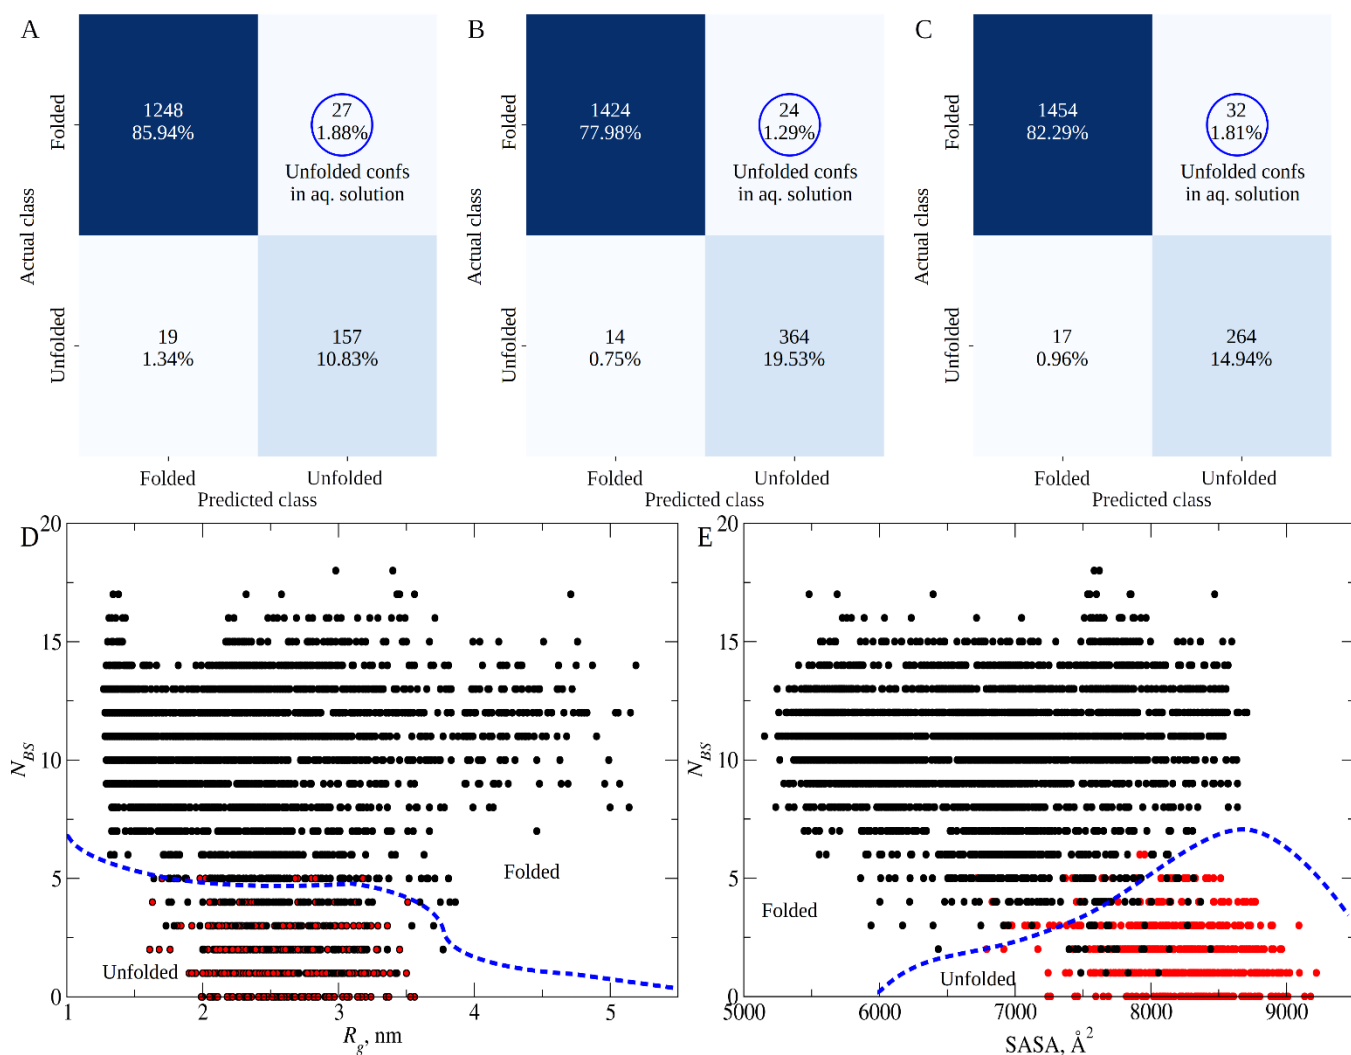 A
Actual class
Folded
Unfolded
1248
85.94%
27
1.88%
Unfolded confs
in aq. solution
19
1.34%
157
10.83%
Folded
Unfolded
Predicted class
B
Actual class
Folded
Unfolded
1424
77.98%
24
1.29%
Unfolded confs
in aq. solution
14
0.75%
364
19.53%
Folded
Unfolded
Predicted class
C
Actual class
Folded
Unfolded
1454
82.29%
32
1.81%
Unfolded confs
in aq. solution
17
0.96%
264
14.94%
Folded
Unfolded
Predicted class
D
20
15
10
5
0
N_BS
Folded
Unfolded
1 2 3 4 5
R_g, nm
E
20
15
10
5
0
N_BS
Folded
Unfolded
5000 6000 7000 8000 9000
SASA, Å²